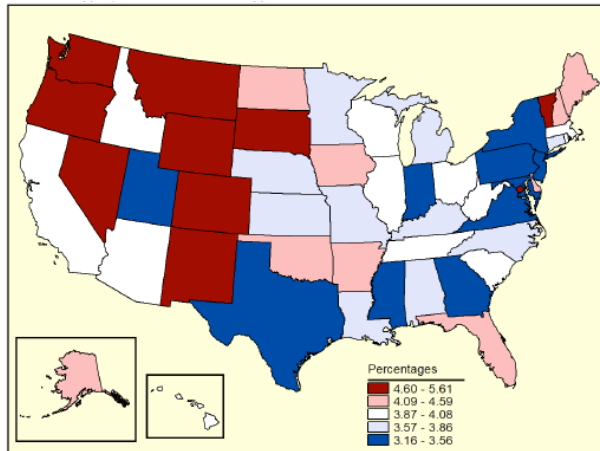 Percentages
4.60 - 5.61
4.09 - 4.59
3.87 - 4.08
3.57 - 3.86
3.16 - 3.56